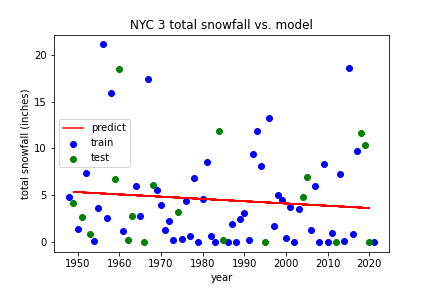 NYC 3 total snowfall vs. model
total snowfall (inches)
20
15
10
5
0
predict
train
test
1950 1960 1970 1980 1990 2000 2010 2020
year